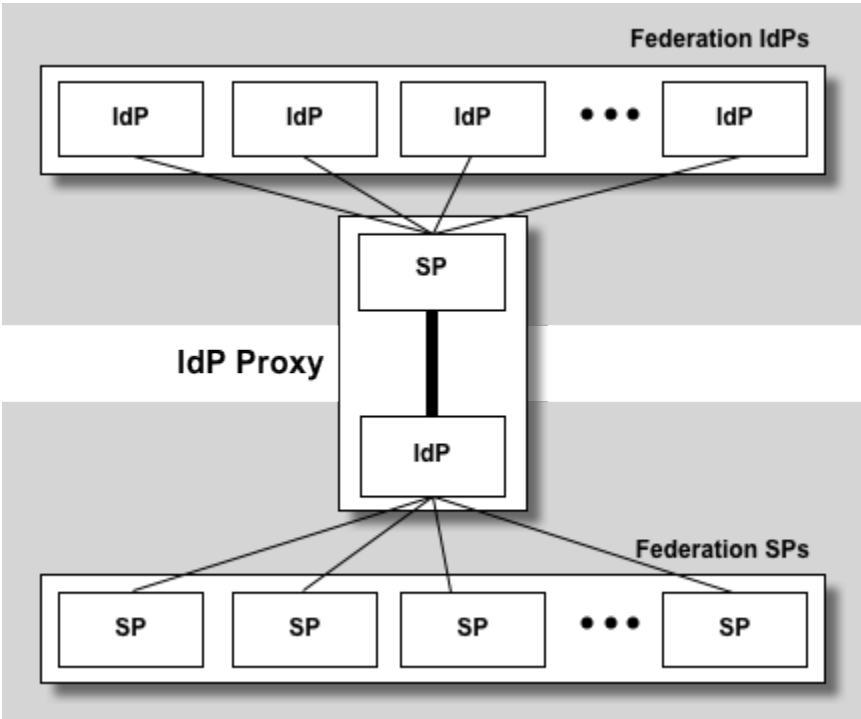 Federation IdPs
IdP IdP IdP IdP
SP
IdP Proxy
IdP
Federation SPs
SP SP SP SP